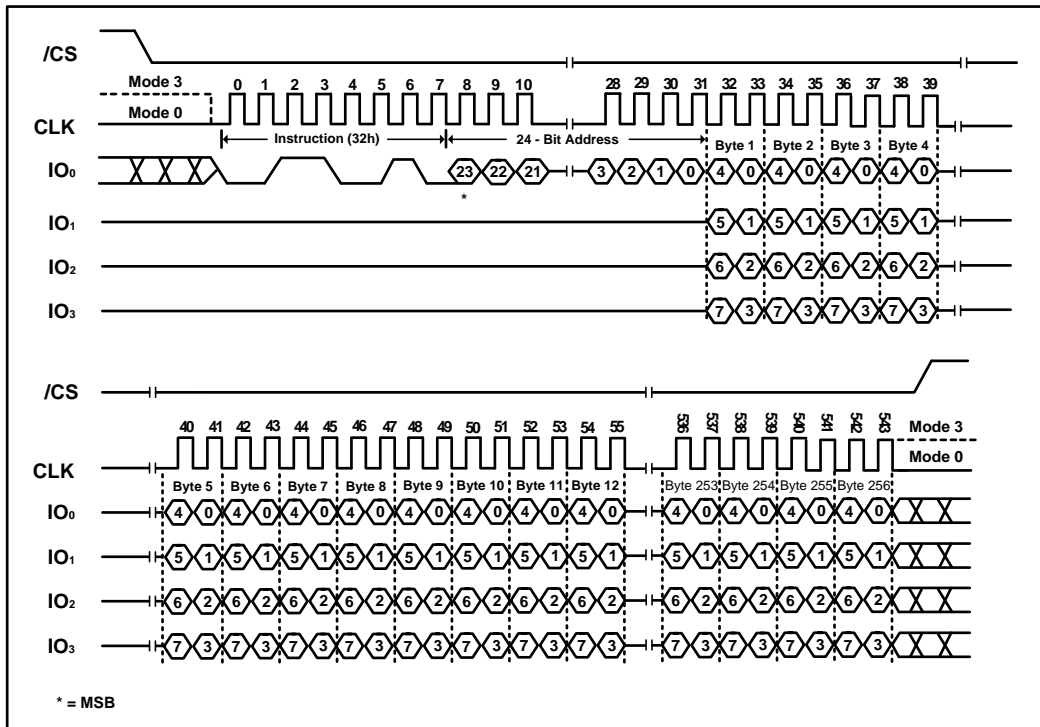 /CS
Mode 3
0 1 2 3 4 5 6 7 8 9 10 28 29 30 31 32 33 34 35 36 37 38 39
Mode 0
CLK
Instruction (32h) 24 - Bit Address Byte 1 Byte 2 Byte 3 Byte 4
IO0 23 22 21 3 2 1 0 4 0 4 0 4 0 4 0
*
IO1 5 1 5 1 5 1 5 1
IO2 6 2 6 2 6 2 6 2
IO3 7 3 7 3 7 3 7 3
/CS
40 41 42 43 44 45 46 47 48 49 50 51 52 53 54 55 536 537 538 539 540 541 542 543 Mode 3
CLK Mode 0
Byte 5 Byte 6 Byte 7 Byte 8 Byte 9 Byte 10 Byte 11 Byte 12 Byte 253 Byte 254 Byte 255 Byte 256
IO0 4 0 4 0 4 0 4 0 4 0 4 0 4 0 4 0 4 0 4 0 4 0 4 0
IO1 5 1 5 1 5 1 5 1 5 1 5 1 5 1 5 1 5 1 5 1 5 1 5 1
IO2 6 2 6 2 6 2 6 2 6 2 6 2 6 2 6 2 6 2 6 2 6 2 6 2
IO3 7 3 7 3 7 3 7 3 7 3 7 3 7 3 7 3 7 3 7 3 7 3 7 3
* = MSB